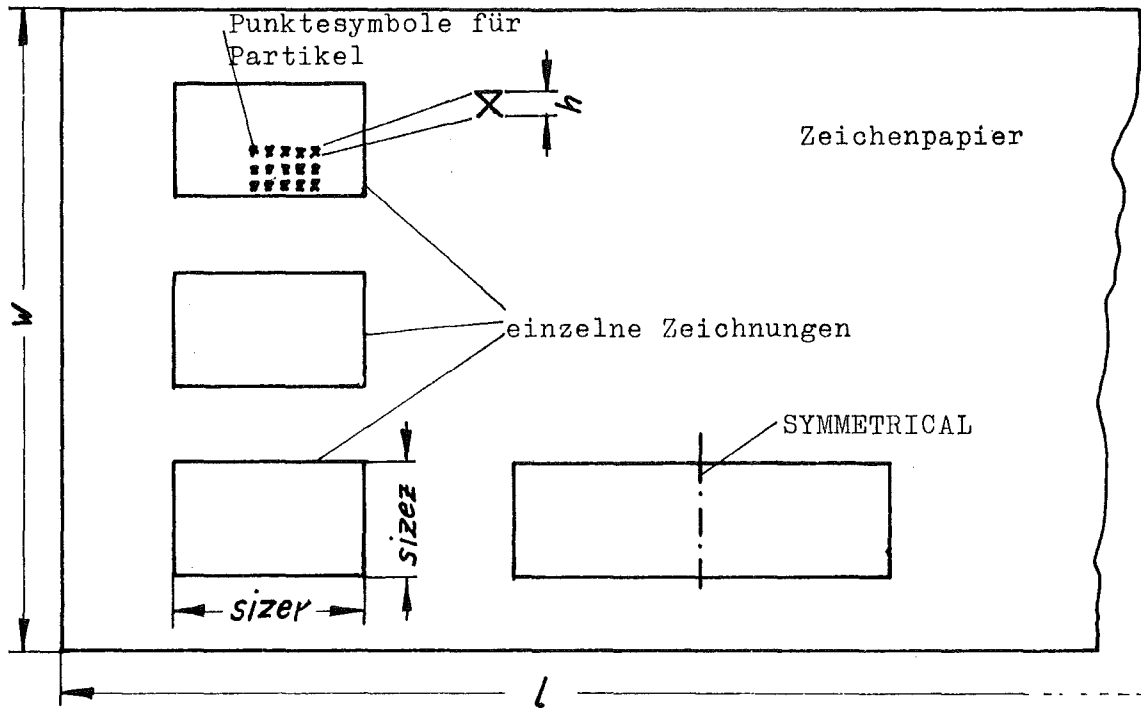 Punktesymbole für
Partikel
h
Zeichenpapier
w
einzelne Zeichnungen
SYMMETRICAL
sizez
sizer
l